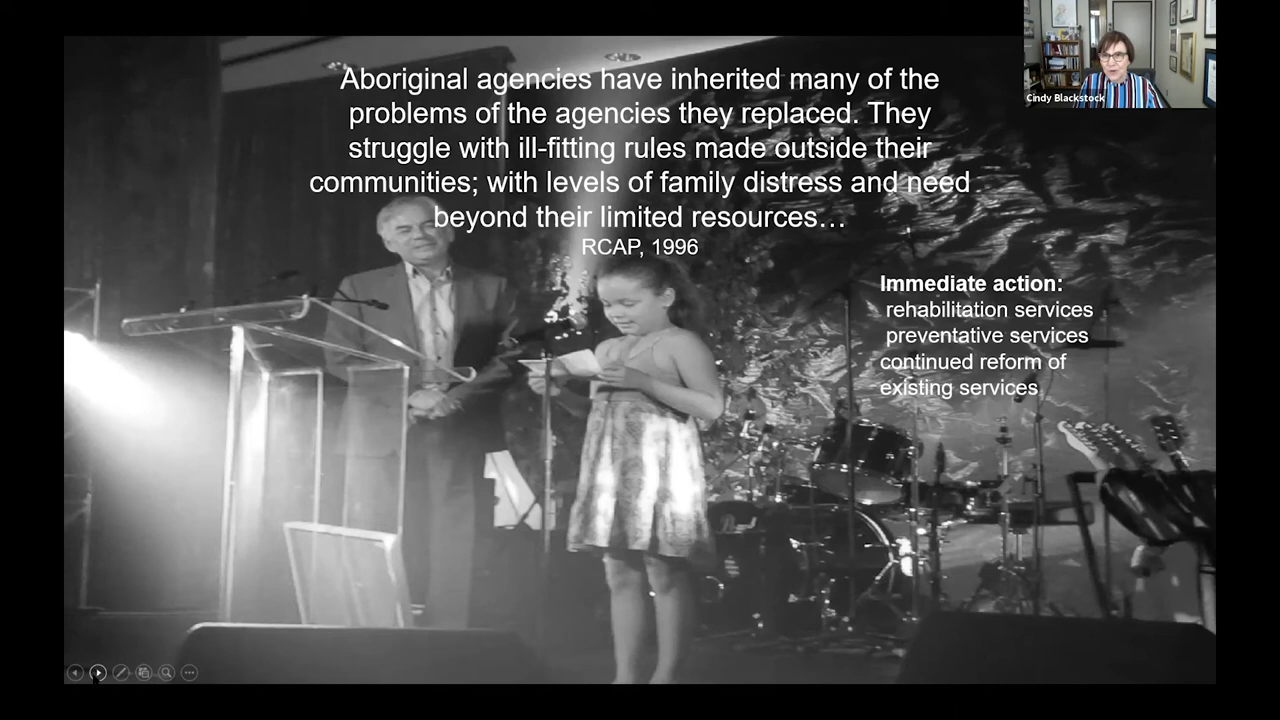 Aboriginal agencies have inherited many of the
problems of the agencies they replaced. They
struggle with ill-fitting rules made outside their
communities; with levels of family distress and need
beyond their limited resources…
RCAP, 1996
Cindy Blackstock
Immediate action:
rehabilitation services
preventative services
continued reform of
existing services